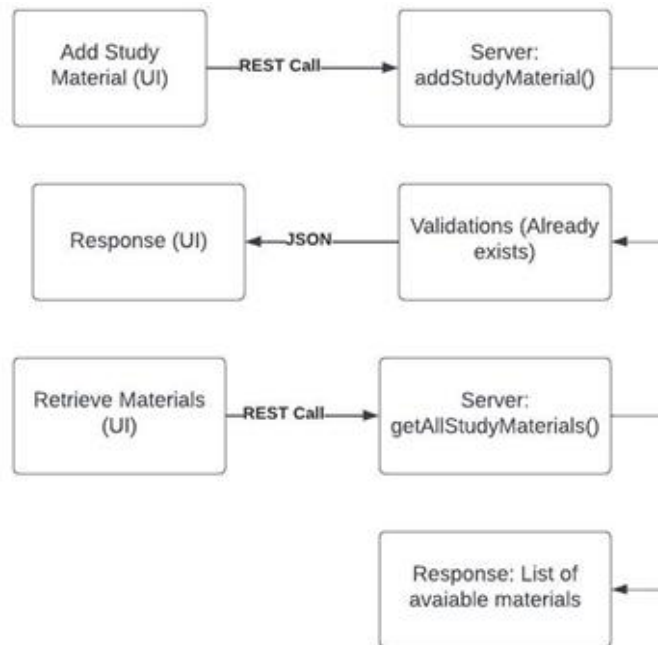 Add Study
Material (UI)
REST Call
Server:
addStudyMaterial()
Response (UI)
JSON
Validations (Already
exists)
Retrieve Materials
(UI)
REST Call
Server:
getAllStudyMaterials()
Response: List of
avaiable materials